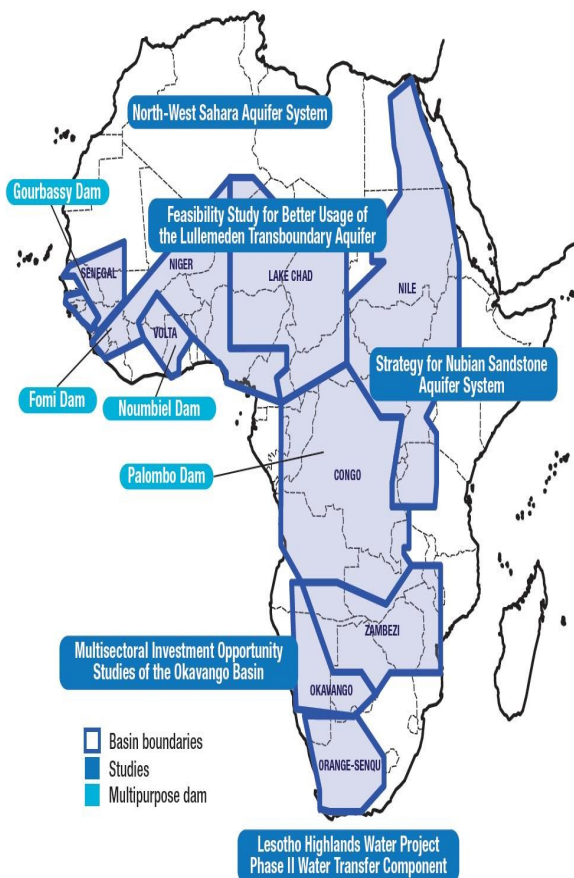 North-West Sahara Aquifer System
Gourbassy Dam
Feasibility Study for Better Usage of
the Lullemeden Transboundary Aquifer
SENEGAL
NIGER
LAKE CHAD
NILE
VOLTA
Strategy for Nubian Sandstone
Aquifer System
Fomi Dam
Noumbiel Dam
Palombo Dam
CONGO
ZAMBEZI
Multisectoral Investment Opportunity
Studies of the Okavango Basin
OKAVANGO
Basin boundaries
Studies
Multipurpose dam
ORANGE-SENQU
Lesotho Highlands Water Project
Phase II Water Transfer Component